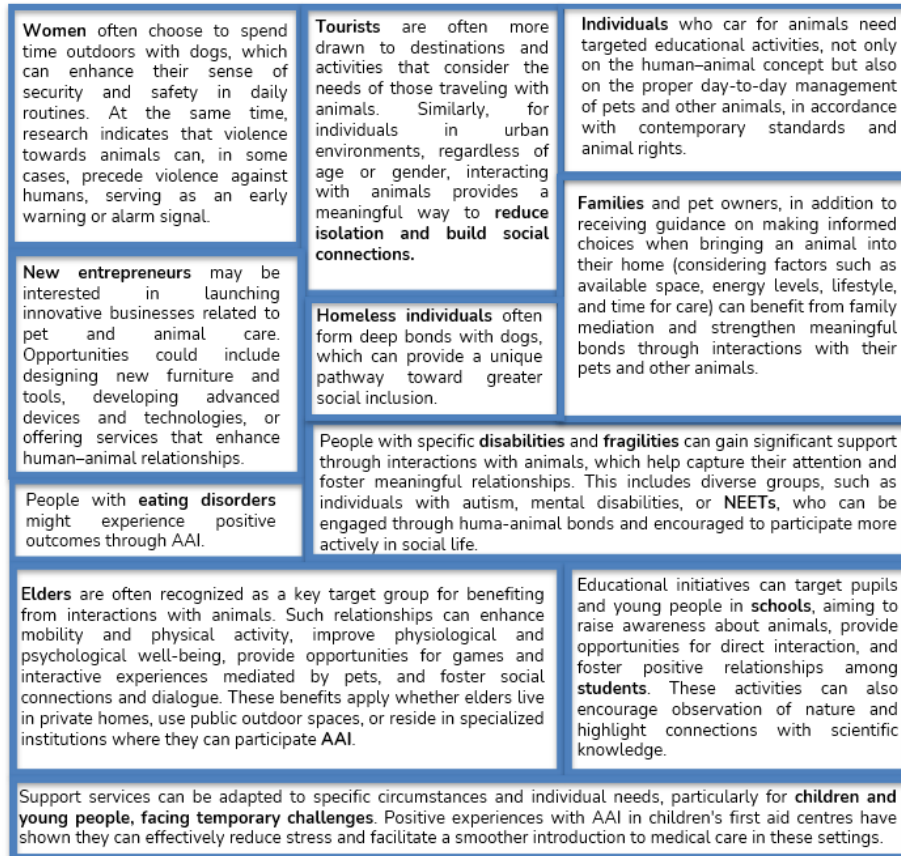 Women often choose to spend
time outdoors with dogs, which
can enhance their sense of
security and safety in daily
routines. At the same time,
research indicates that violence
towards animals can, in some
cases, precede violence against
humans, serving as an early
warning or alarm signal.
New entrepreneurs may be
interested in launching
innovative businesses related to
pet and animal care.
Opportunities could include
designing new furniture and
tools, developing advanced
devices and technologies, or
offering services that enhance
human–animal relationships.
People with eating disorders
might experience positive
outcomes through AAI.
Tourists are often more
drawn to destinations and
activities that consider the
needs of those traveling with
animals. Similarly, for
individuals in urban
environments, regardless of
age or gender, interacting
with animals provides a
meaningful way to reduce
isolation and build social
connections.
Homeless individuals often
form deep bonds with dogs,
which can provide a unique
pathway toward greater
social inclusion.
Individuals who car for animals need
targeted educational activities, not only
on the human–animal concept but also
on the proper day-to-day management
of pets and other animals, in accordance
with contemporary standards and
animal rights.
Families and pet owners, in addition to
receiving guidance on making informed
choices when bringing an animal into
their home (considering factors such as
available space, energy levels, lifestyle,
and time for care) can benefit from family
mediation and strengthen meaningful
bonds through interactions with their
pets and other animals.
People with specific disabilities and fragilities can gain significant support
through interactions with animals, which help capture their attention and
foster meaningful relationships. This includes diverse groups, such as
individuals with autism, mental disabilities, or NEETs, who can be
engaged through huma-animal bonds and encouraged to participate more
actively in social life.
Elders are often recognized as a key target group for benefiting
from interactions with animals. Such relationships can enhance
mobility and physical activity, improve physiological and
psychological well-being, provide opportunities for games and
interactive experiences mediated by pets, and foster social
connections and dialogue. These benefits apply whether elders live
in private homes, use public outdoor spaces, or reside in specialized
institutions where they can participate AAI.
Educational initiatives can target pupils
and young people in schools, aiming to
raise awareness about animals, provide
opportunities for direct interaction, and
foster positive relationships among
students. These activities can also
encourage observation of nature and
highlight connections with scientific
knowledge.
Support services can be adapted to specific circumstances and individual needs, particularly for children and
young people, facing temporary challenges. Positive experiences with AAI in children's first aid centres have
shown they can effectively reduce stress and facilitate a smoother introduction to medical care in these settings.